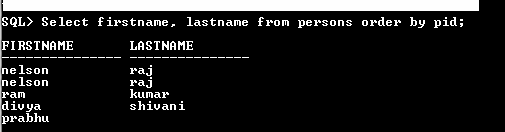 SQL> Select firstname, lastname from persons order by pid;
FIRSTNAME LASTNAME
--------------- ---------------
nelson raj
nelson raj
ram kumar
divya shivani
prabhu